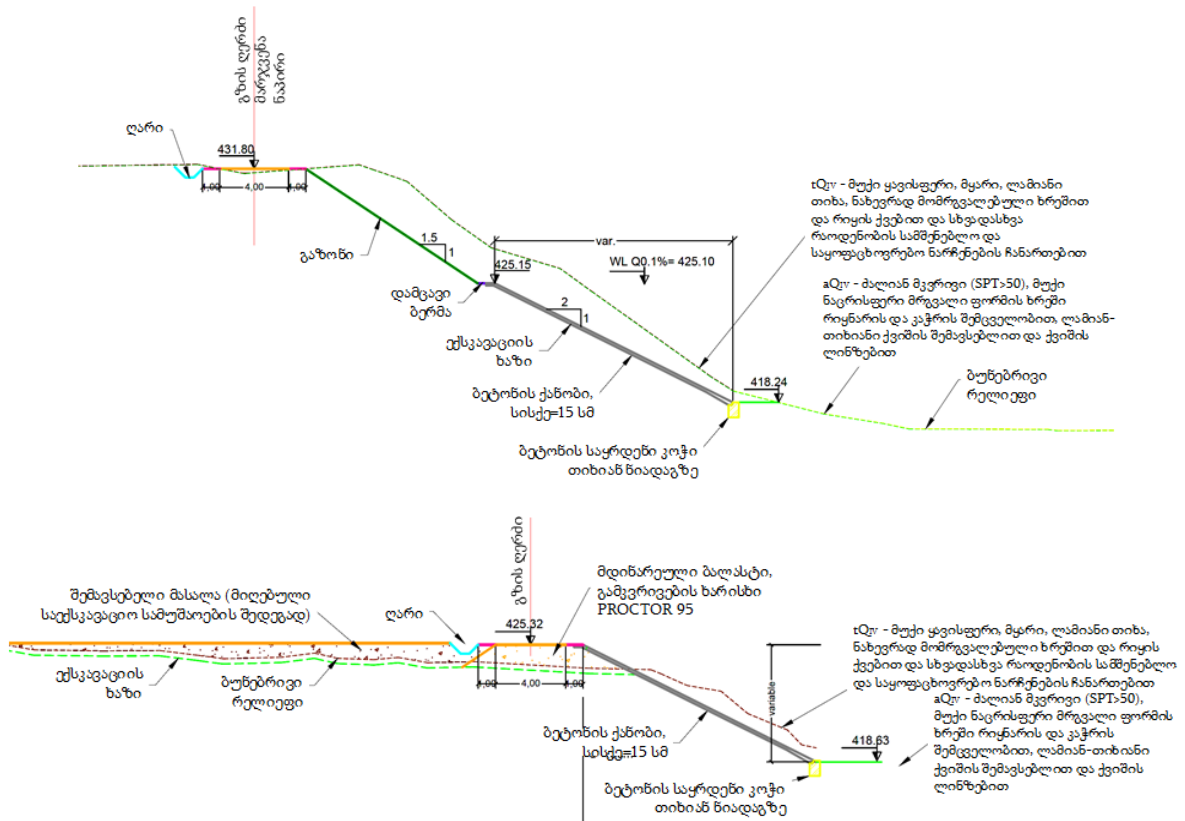 გზის ღერძი
მარჯვენა
ნაპირი
ღარი
431.80
,00
4,00
1,00
გაზონი
1.5
1
425.15
var.
WL Q0.1%= 425.10
დამცავი
ბერმა
2
1
ექსკავაციის
ხაზი
ბეტონის ქანობი,
სისქე=15 სმ
418.24
ბეტონის საყრდენი კოჭი
თიხიან ნიადაგზე
tQIV - მუქი ყავისფერი, მყარი, ლამიანი
თიხა, ნახევრად მომრგვალებული ხრეშით
და რიყის ქვებით და სხვადასხვა
რაოდენობის სამშენებლო და
საყოფაცხოვრებო ნარჩენების ჩანართებით
aQIV - ძალიან მკვრივი (SPT>50), მუქი
ნაცრისფერი მრგვალი ფორმის ხრეში
რიყნარის და კაჭრის შემცველობით, ლამიან-
თიხიანი ქვიშის შემავსებლით და ქვიშის
ლინზებით
ბუნებრივი
რელიეფი
შემავსებელი მასალა (მიღებული
საექსკავაციო სამუშაოების შედეგად)
ღარი
გზის ღერძი
425.32
მდინარეული ბალასტი,
გამკვრივების ხარისხი
PROCTOR 95
ექსკავაციის
ხაზი
ბუნებრივი
რელიეფი
,00
4,00
1,00
ბეტონის ქანობი,
სისქე=15 სმ
variable
418.63
ბეტონის საყრდენი კოჭი
თიხიან ნიადაგზე
tQIV - მუქი ყავისფერი, მყარი, ლამიანი თიხა,
ნახევრად მომრგვალებული ხრეშით და რიყის
ქვებით და სხვადასხვა რაოდენობის სამშენებლო
და საყოფაცხოვრებო ნარჩენების ჩანართებით
aQIV - ძალიან მკვრივი (SPT>50),
მუქი ნაცრისფერი მრგვალი ფორმის
ხრეში რიყნარის და კაჭრის
შემცველობით, ლამიან-თიხიანი
ქვიშის შემავსებლით და ქვიშის
ლინზებით